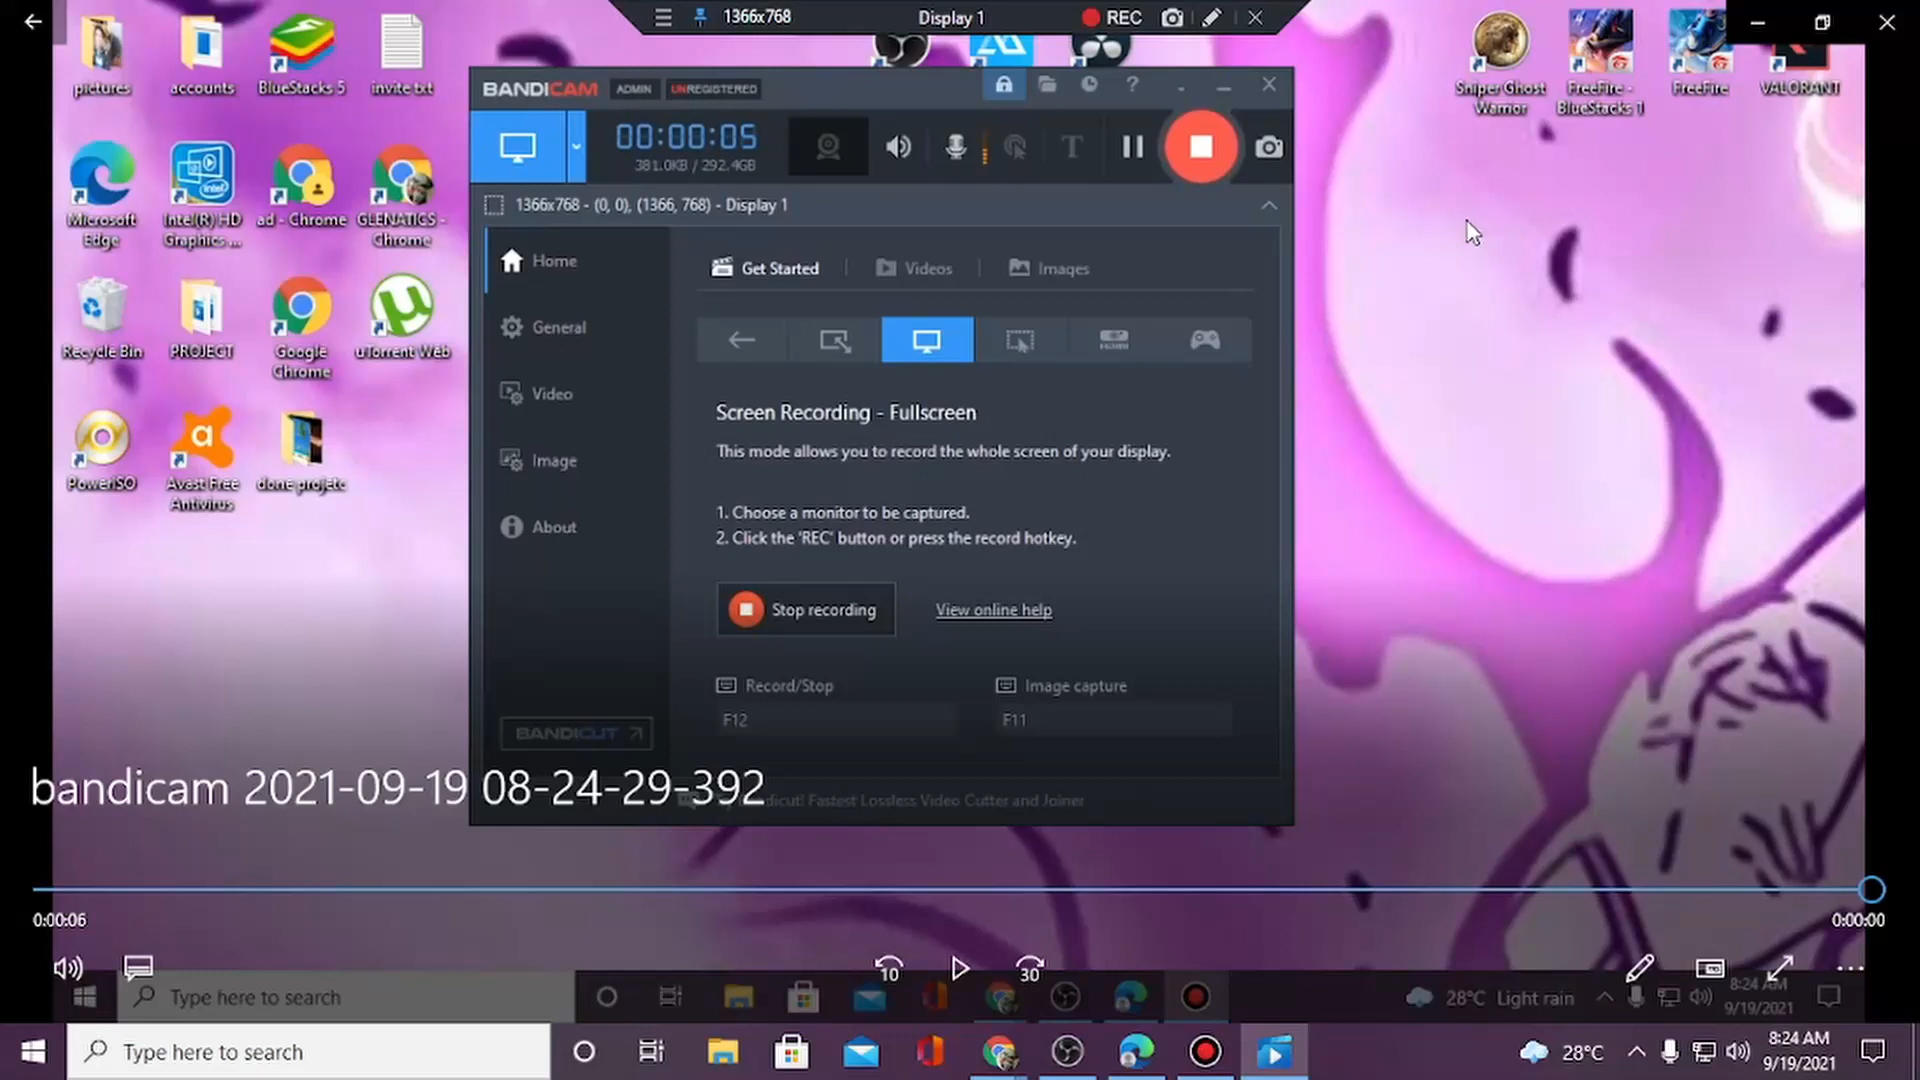 1366x768
Display 1
REC
pictures
accounts
BlueStacks 5
invite txt
Sniper Ghost
Warrior
FreeFire -
BlueStacks 1
FreeFire
VALORANT
BANDICAM
ADMIN
UNREGISTERED
00:00:05
381.0KB / 292.4GB
T
1366x768 - (0, 0), (1366, 768) - Display 1
Microsoft
Edge
Intel(R) HD
Graphics ...
ad - Chrome
GLENATICS -
Chrome
Home
Get Started
Videos
Images
General
Recycle Bin
PROJECT
Google
Chrome
uTorrent Web
Video
Screen Recording - Fullscreen
This mode allows you to record the whole screen of your display.
Image
PowerISO
Avast Free
Antivirus
done projetc
1. Choose a monitor to be captured.
2. Click the 'REC' button or press the record hotkey.
About
Stop recording
View online help
Record/Stop
Image capture
F12
F11
BANDICUT
bandicam 2021-09-19 08-24-29-392
dicut! Fastest Lossless Video Cutter and Joiner
0:00:06
0:00:00
10
30
Type here to search
28°C Light rain
8:24 AM
9/19/2021
Type here to search
28°C
8:24 AM
9/19/2021